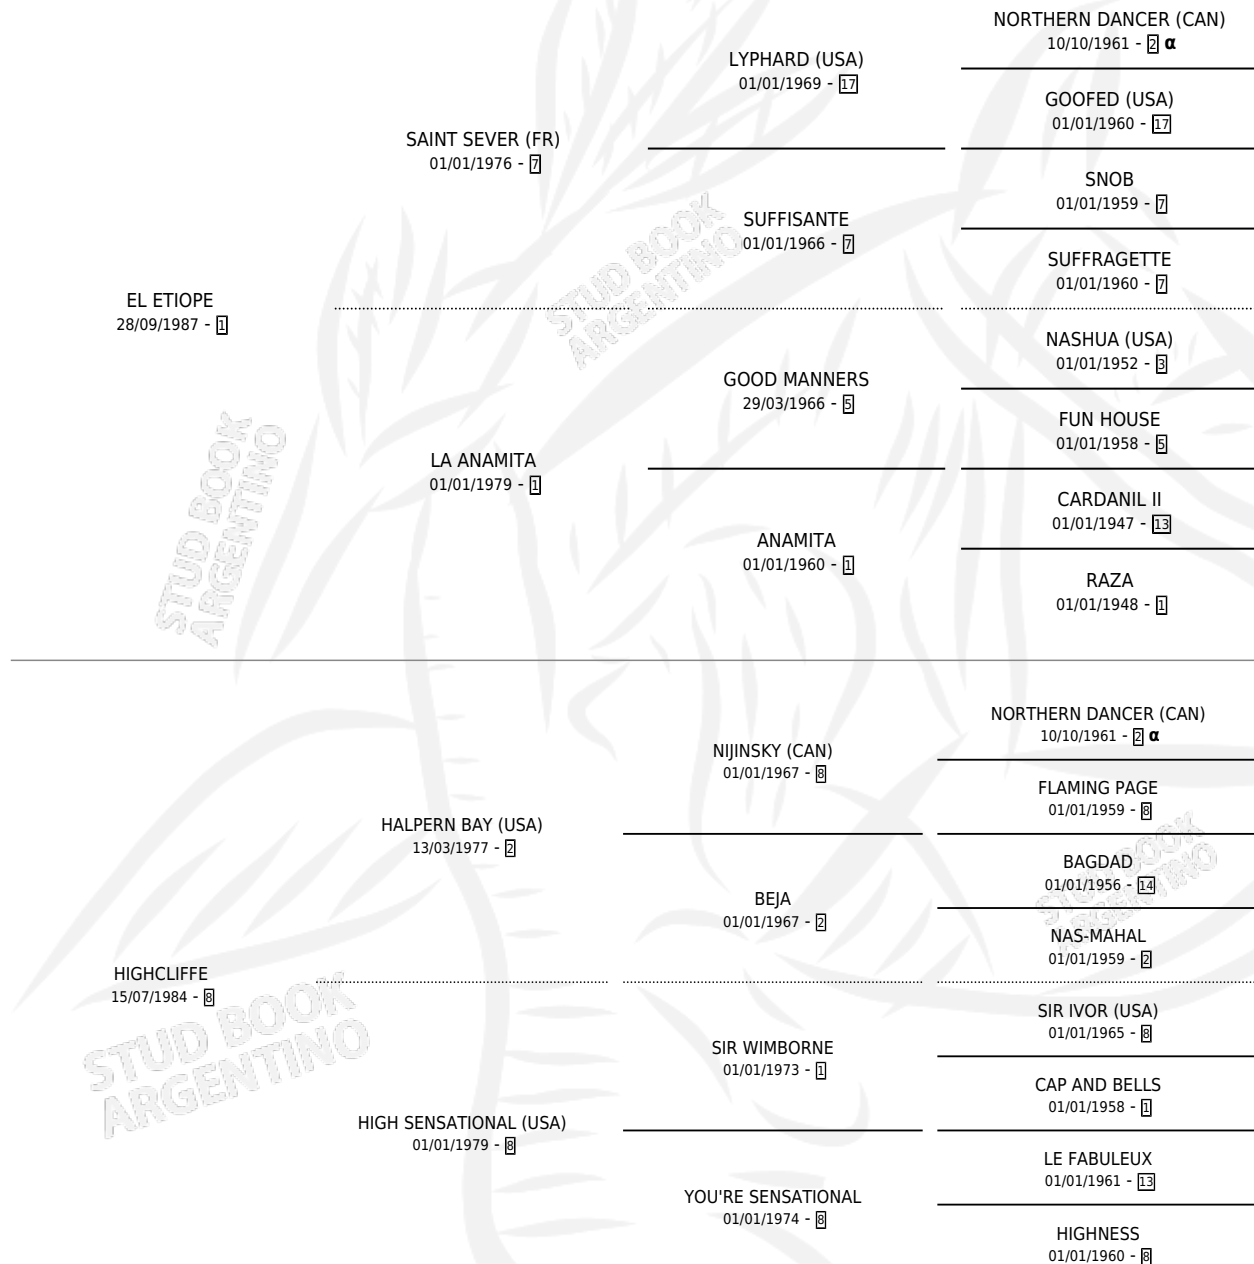 NORTHERN DANCER (CAN)
10/10/1961 - 2 α
LYPHARD (USA)
01/01/1969 - 17
GOOFED (USA)
01/01/1960 - 17
SAINT SEVER (FR)
01/01/1976 - 7
SNOB
01/01/1959 - 7
SUFFISANTE
01/01/1966 - 7
SUFFRAGETTE
01/01/1960 - 7
EL ETIOPE
28/09/1987 - 1
NASHUA (USA)
01/01/1952 - 3
GOOD MANNERS
29/03/1966 - 5
FUN HOUSE
01/01/1958 - 5
LA ANAMITA
01/01/1979 - 1
CARDANIL II
01/01/1947 - 13
ANAMITA
01/01/1960 - 1
RAZA
01/01/1948 - 1
STUD BOOK
ARGENTINO
STUD BOOK
ARGENTINO
NORTHERN DANCER (CAN)
10/10/1961 - 2 α
NIJINSKY (CAN)
01/01/1967 - 8
FLAMING PAGE
01/01/1959 - 8
HALPERN BAY (USA)
13/03/1977 - 2
BAGDAD
01/01/1956 - 14
BEJA
01/01/1967 - 2
NAS-MAHAL
01/01/1959 - 2
HIGHCLIFFE
15/07/1984 - 8
SIR IVOR (USA)
01/01/1965 - 8
SIR WIMBORNE
01/01/1973 - 1
CAP AND BELLS
01/01/1958 - 1
HIGH SENSATIONAL (USA)
01/01/1979 - 8
LE FABULEUX
01/01/1961 - 13
YOU'RE SENSATIONAL
01/01/1974 - 8
HIGHNESS
01/01/1960 - 8
STUD BOOK
ARGENTINO
STUD BOOK
ARGENTINO